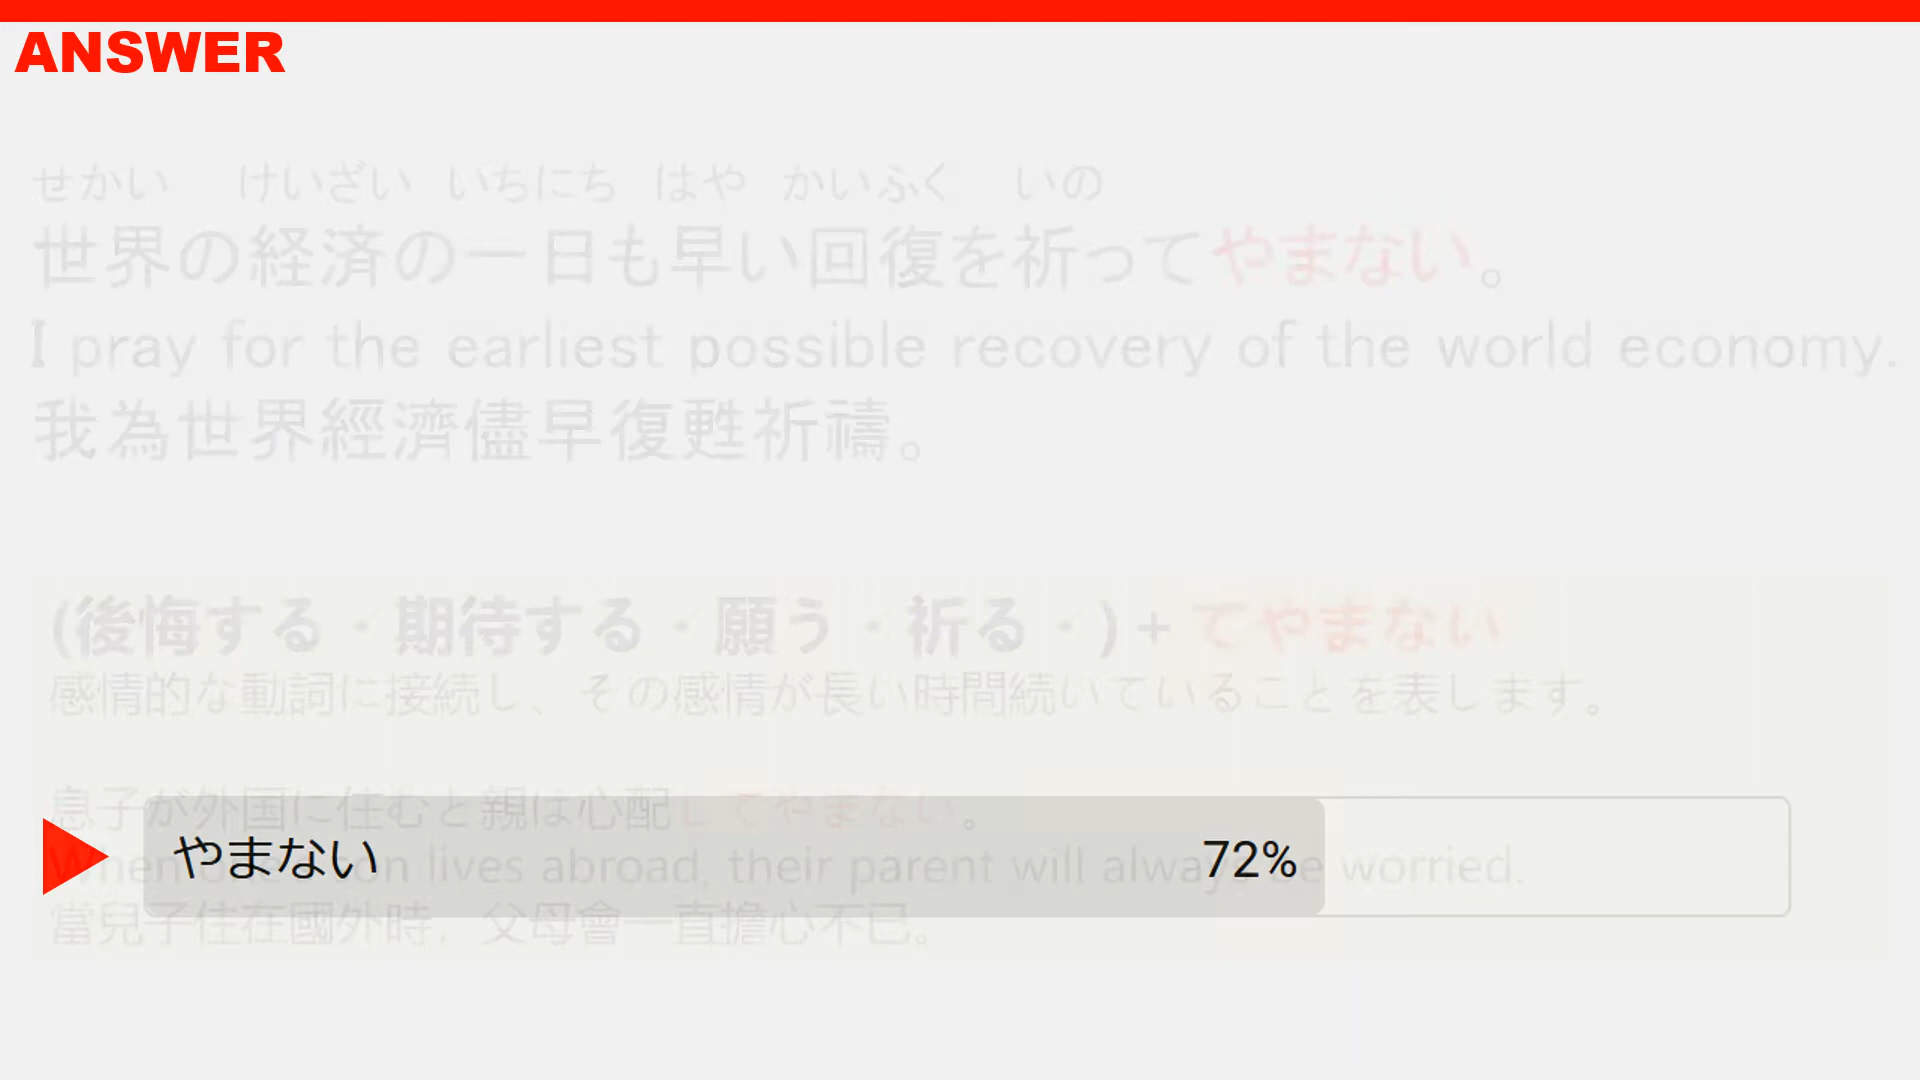 ANSWER
せかい けいざい いちにち はや かいふく いの
世界の経済の一日も早い回復を祈ってやまない。
I pray for the earliest possible recovery of the world economy.
我為世界經濟儘早復甦祈禱。
(後悔する・期待する・願う・祈る・)+てやまない
感情的な動詞に接続し、その感情が長い時間続いていることを表します。
息子が外国に住むと親は心配してやまない。
やまない 72%
When son lives abroad, their parent will always be worried.
當兒子住在國外時，父母會一直擔心不已。